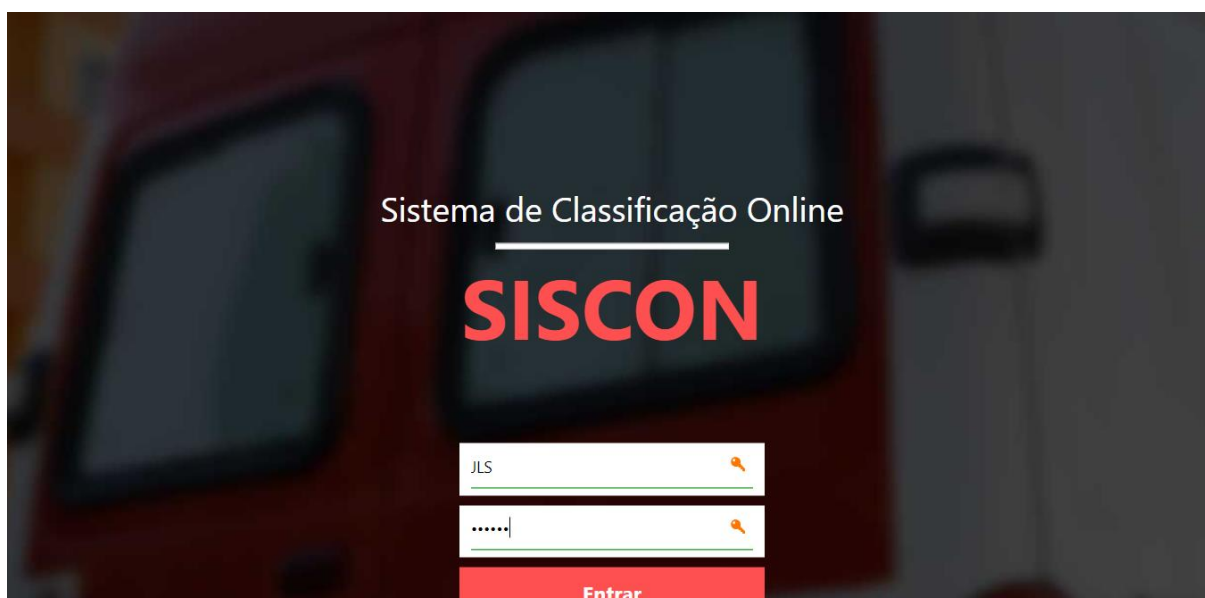 Sistema de Classificação Online
SISCON
JLS
••••••
Entrar